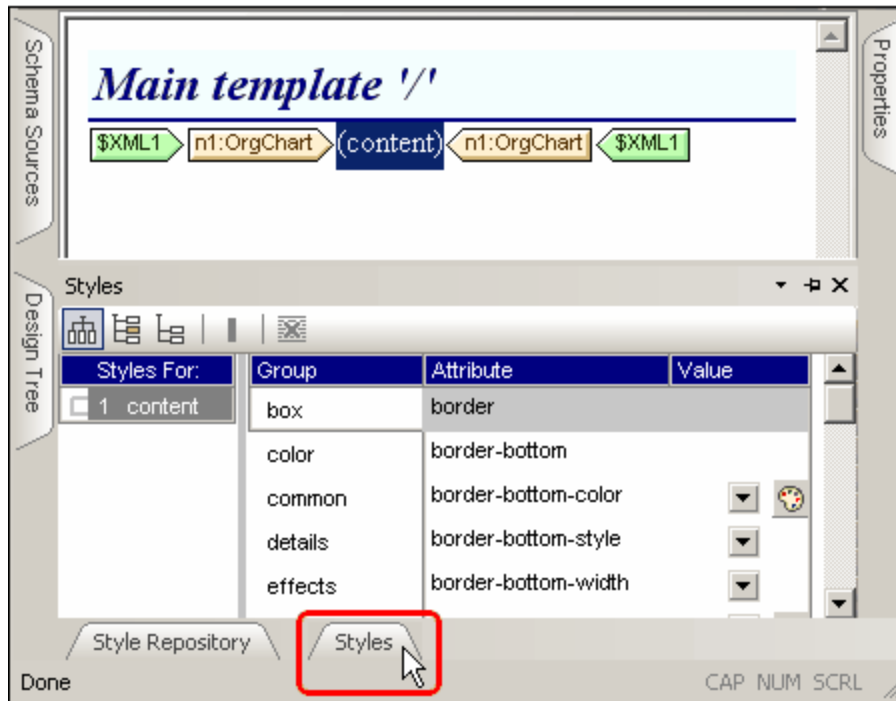 Schema Sources
Properties
Main template '/'
$XML1 n1:OrgChart (content) n1:OrgChart $XML1
Design Tree
Styles
Styles For: Group Attribute Value
1 content box border
color border-bottom
common border-bottom-color
details border-bottom-style
effects border-bottom-width
Style Repository Styles
Done CAP NUM SCRL